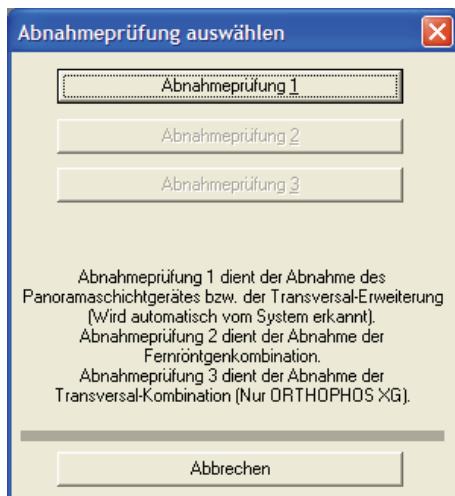 Abnahmeprüfung auswählen
Abnahmeprüfung 1
Abnahmeprüfung 2
Abnahmeprüfung 3
Abnahmeprüfung 1 dient der Abnahme des
Panoramaschichtgerätes bzw. der Transversal-Erweiterung
(Wird automatisch vom System erkannt).
Abnahmeprüfung 2 dient der Abnahme der
Fernröntgenkombination.
Abnahmeprüfung 3 dient der Abnahme der
Transversal-Kombination (Nur ORTHOPHOS XG).
Abbrechen